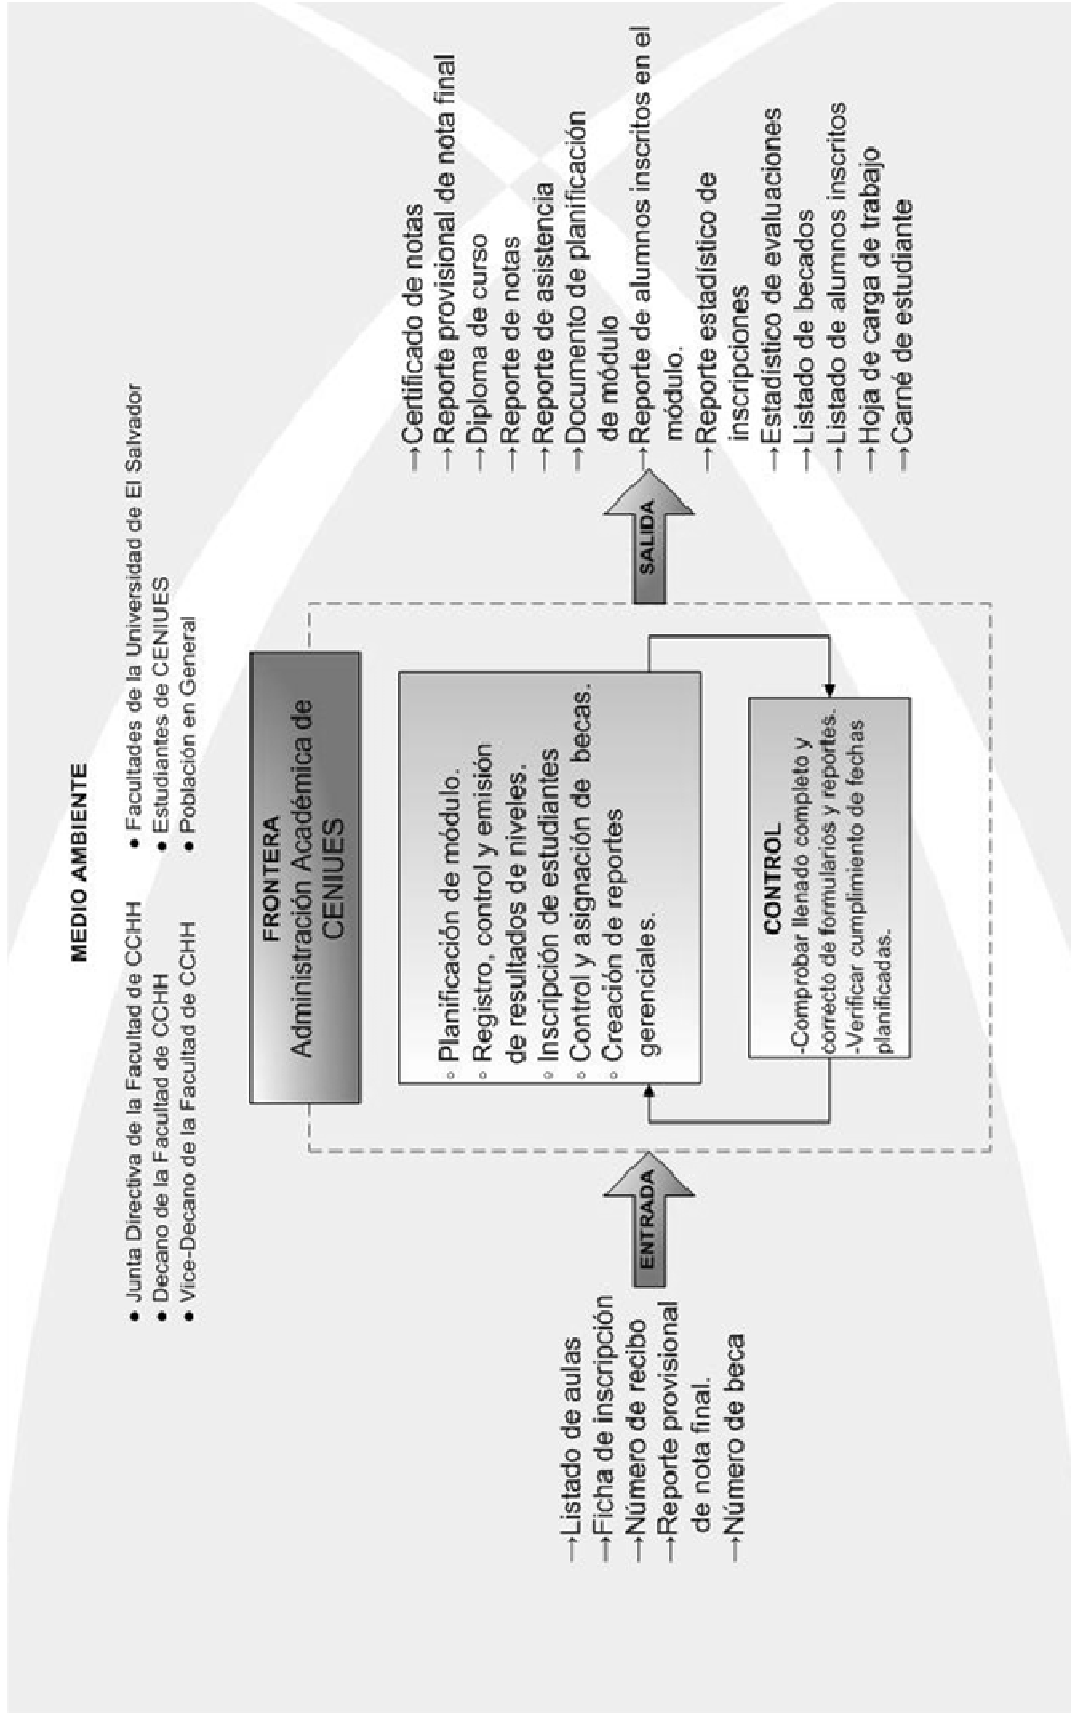 MEDIO AMBIENTE
● Junta Directiva de la Facultad de CCHH
● Decano de la Facultad de CCHH
● Vice-Decano de la Facultad de CCHH
● Facultades de la Universidad de El Salvador
● Estudiantes de CENIUES
● Población en General
FRONTERA
Administración Académica de
CENIUES
→Listado de aulas
→Ficha de inscripción
→Número de recibo
→Reporte provisional
de nota final.
→Número de beca
ENTRADA
◦ Planificación de módulo.
◦ Registro, control y emisión
de resultados de niveles.
◦ Inscripción de estudiantes
◦ Control y asignación de becas.
◦ Creación de reportes
gerenciales.
CONTROL
-Comprobar llenado completo y
correcto de formularios y reportes.
-Verificar cumplimiento de fechas
planificadas.
SALIDA
→Certificado de notas
→Reporte provisional de nota final
→Diploma de curso
→Reporte de notas
→Reporte de asistencia
→Documento de planificación
de módulo
→Reporte de alumnos inscritos en el
módulo.
→Reporte estadístico de
inscripciones
→Estadístico de evaluaciones
→Listado de becados
→Listado de alumnos inscritos
→Hoja de carga de trabajo
→Carné de estudiante